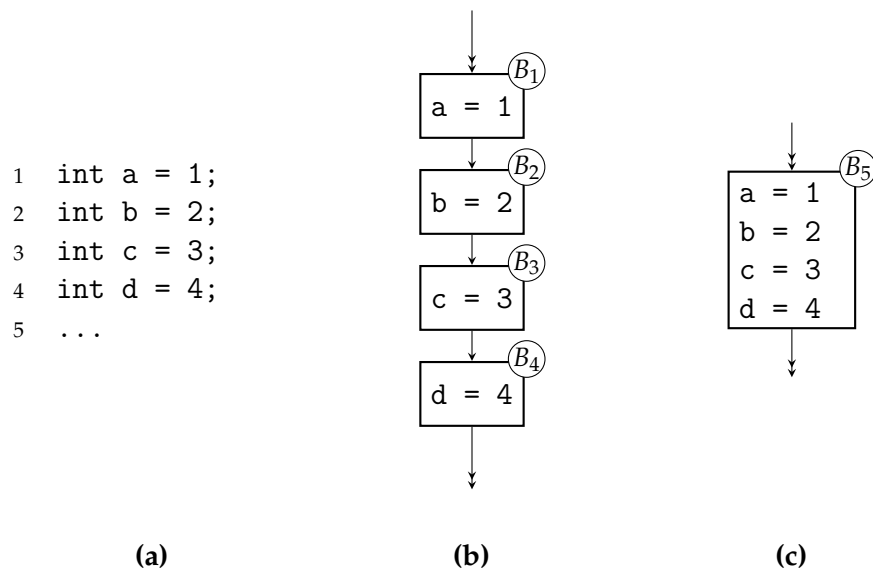 1 int a = 1;
2 int b = 2;
3 int c = 3;
4 int d = 4;
5 ...
(a)
B1
a = 1
B2
b = 2
B3
c = 3
B4
d = 4
(b)
B5
a = 1
b = 2
c = 3
d = 4
(c)